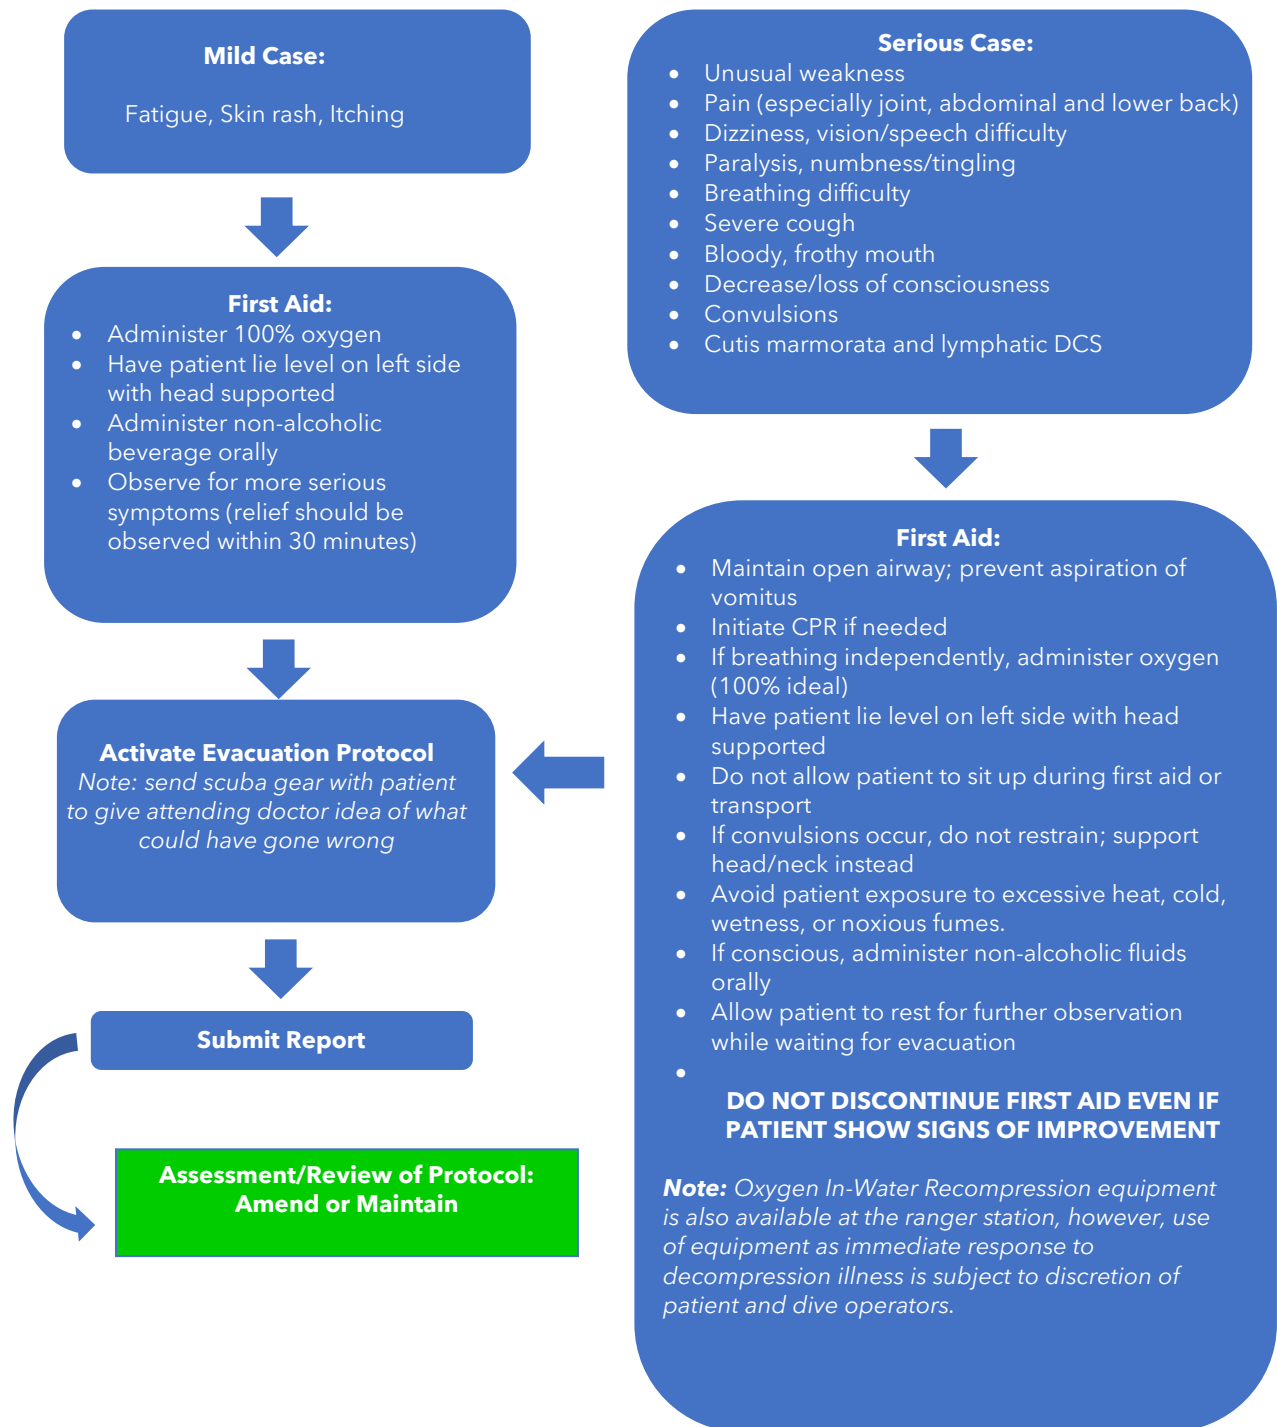 Mild Case:
Fatigue, Skin rash, Itching
First Aid:
• Administer 100% oxygen
• Have patient lie level on left side
with head supported
• Administer non-alcoholic
beverage orally
• Observe for more serious
symptoms (relief should be
observed within 30 minutes)
Activate Evacuation Protocol
Note: send scuba gear with patient
to give attending doctor idea of what
could have gone wrong
Submit Report
Assessment/Review of Protocol:
Amend or Maintain
Serious Case:
• Unusual weakness
• Pain (especially joint, abdominal and lower back)
• Dizziness, vision/speech difficulty
• Paralysis, numbness/tingling
• Breathing difficulty
• Severe cough
• Bloody, frothy mouth
• Decrease/loss of consciousness
• Convulsions
• Cutis marmorata and lymphatic DCS
First Aid:
• Maintain open airway; prevent aspiration of
vomitus
• Initiate CPR if needed
• If breathing independently, administer oxygen
(100% ideal)
• Have patient lie level on left side with head
supported
• Do not allow patient to sit up during first aid or
transport
• If convulsions occur, do not restrain; support
head/neck instead
• Avoid patient exposure to excessive heat, cold,
wetness, or noxious fumes.
• If conscious, administer non-alcoholic fluids
orally
• Allow patient to rest for further observation
while waiting for evacuation
•
DO NOT DISCONTINUE FIRST AID EVEN IF
PATIENT SHOW SIGNS OF IMPROVEMENT
Note: Oxygen In-Water Recompression equipment
is also available at the ranger station, however, use
of equipment as immediate response to
decompression illness is subject to discretion of
patient and dive operators.